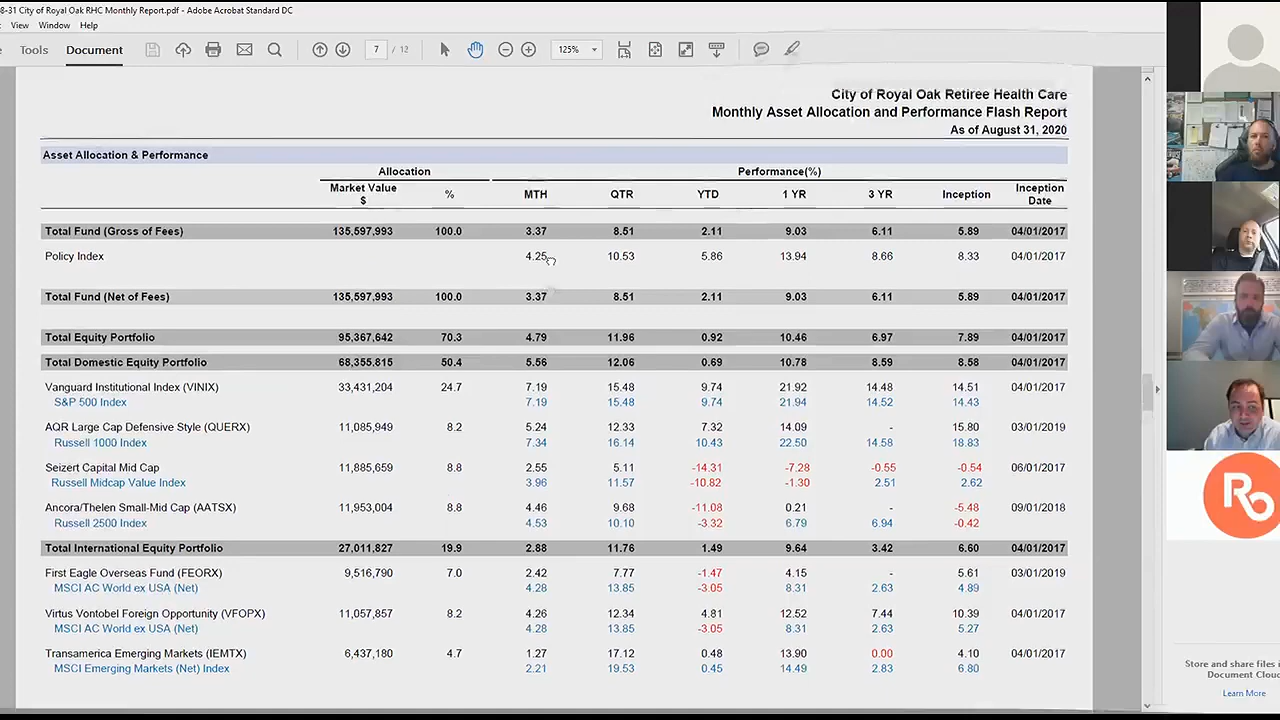 8-31 City of Royal Oak RHC Monthly Report.pdf - Adobe Acrobat Standard DC
View Window Help
Tools Document 7 / 12 125%
City of Royal Oak Retiree Health Care
Monthly Asset Allocation and Performance Flash Report
As of August 31, 2020
Asset Allocation & Performance
Allocation Performance(%)
Market Value $ % MTH QTR YTD 1 YR 3 YR Inception Inception Date
Total Fund (Gross of Fees) 135,597,993 100.0 3.37 8.51 2.11 9.03 6.11 5.89 04/01/2017
Policy Index 4.25 10.53 5.86 13.94 8.66 8.33 04/01/2017
Total Fund (Net of Fees) 135,597,993 100.0 3.37 8.51 2.11 9.03 6.11 5.89 04/01/2017
Total Equity Portfolio 95,367,642 70.3 4.79 11.96 0.92 10.46 6.97 7.89 04/01/2017
Total Domestic Equity Portfolio 68,355,815 50.4 5.56 12.06 0.69 10.78 8.59 8.58 04/01/2017
Vanguard Institutional Index (VINIX) 33,431,204 24.7 7.19 15.48 9.74 21.92 14.48 14.51 04/01/2017
S&P 500 Index 7.19 15.48 9.74 21.94 14.52 14.43
AQR Large Cap Defensive Style (QUERX) 11,085,949 8.2 5.24 12.33 7.32 14.09 - 15.80 03/01/2019
Russell 1000 Index 7.34 16.14 10.43 22.50 14.58 18.83
Seizert Capital Mid Cap 11,885,659 8.8 2.55 5.11 -14.31 -7.28 -0.55 -0.54 06/01/2017
Russell Midcap Value Index 3.96 11.57 -10.82 -1.30 2.51 2.62
Ancora/Thelen Small-Mid Cap (AATSX) 11,953,004 8.8 4.46 9.68 -11.08 0.21 - -5.48 09/01/2018
Russell 2500 Index 4.53 10.10 -3.32 6.79 6.94 -0.42
Total International Equity Portfolio 27,011,827 19.9 2.88 11.76 1.49 9.64 3.42 6.60 04/01/2017
First Eagle Overseas Fund (FEORX) 9,516,790 7.0 2.42 7.77 -1.47 4.15 - 5.61 03/01/2019
MSCI AC World ex USA (Net) 4.28 13.85 -3.05 8.31 2.63 4.89
Virtus Vontobel Foreign Opportunity (VFOPX) 11,057,857 8.2 4.26 12.34 4.81 12.52 7.44 10.39 04/01/2017
MSCI AC World ex USA (Net) 4.28 13.85 -3.05 8.31 2.63 5.27
Transamerica Emerging Markets (IEMTX) 6,437,180 4.7 1.27 17.12 0.48 13.90 0.00 4.10 04/01/2017
MSCI Emerging Markets (Net) Index 2.21 19.53 0.45 14.49 2.83 6.80
Ro
Store and share files i
Document Clou
Learn More